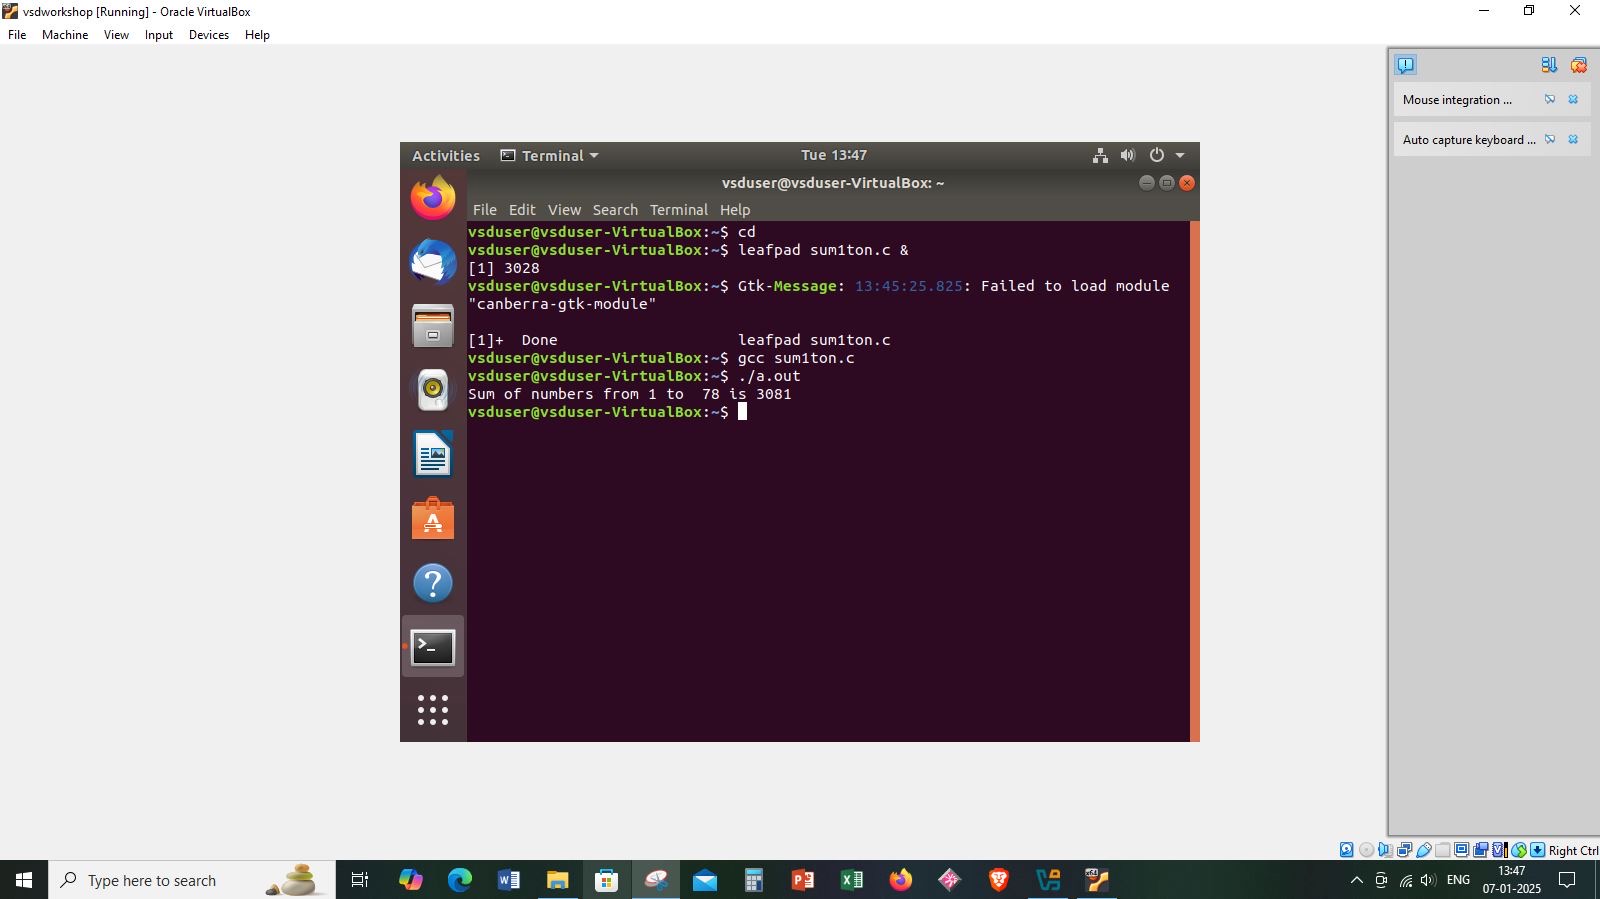 vsdworkshop [Running] - Oracle VirtualBox
File Machine View Input Devices Help
Mouse integration ...
Auto capture keyboard ...
Activities Terminal Tue 13:47
vsduser@vsduser-VirtualBox: ~
File Edit View Search Terminal Help
vsduser@vsduser-VirtualBox:~$ cd
vsduser@vsduser-VirtualBox:~$ leafpad sum1ton.c &
[1] 3028
vsduser@vsduser-VirtualBox:~$ Gtk-Message: 13:45:25.825: Failed to load module
"canberra-gtk-module"
[1]+  Done                    leafpad sum1ton.c
vsduser@vsduser-VirtualBox:~$ gcc sum1ton.c
vsduser@vsduser-VirtualBox:~$ ./a.out
Sum of numbers from 1 to  78 is 3081
vsduser@vsduser-VirtualBox:~$
Right Ctrl
Type here to search
ENG
13:47
07-01-2025